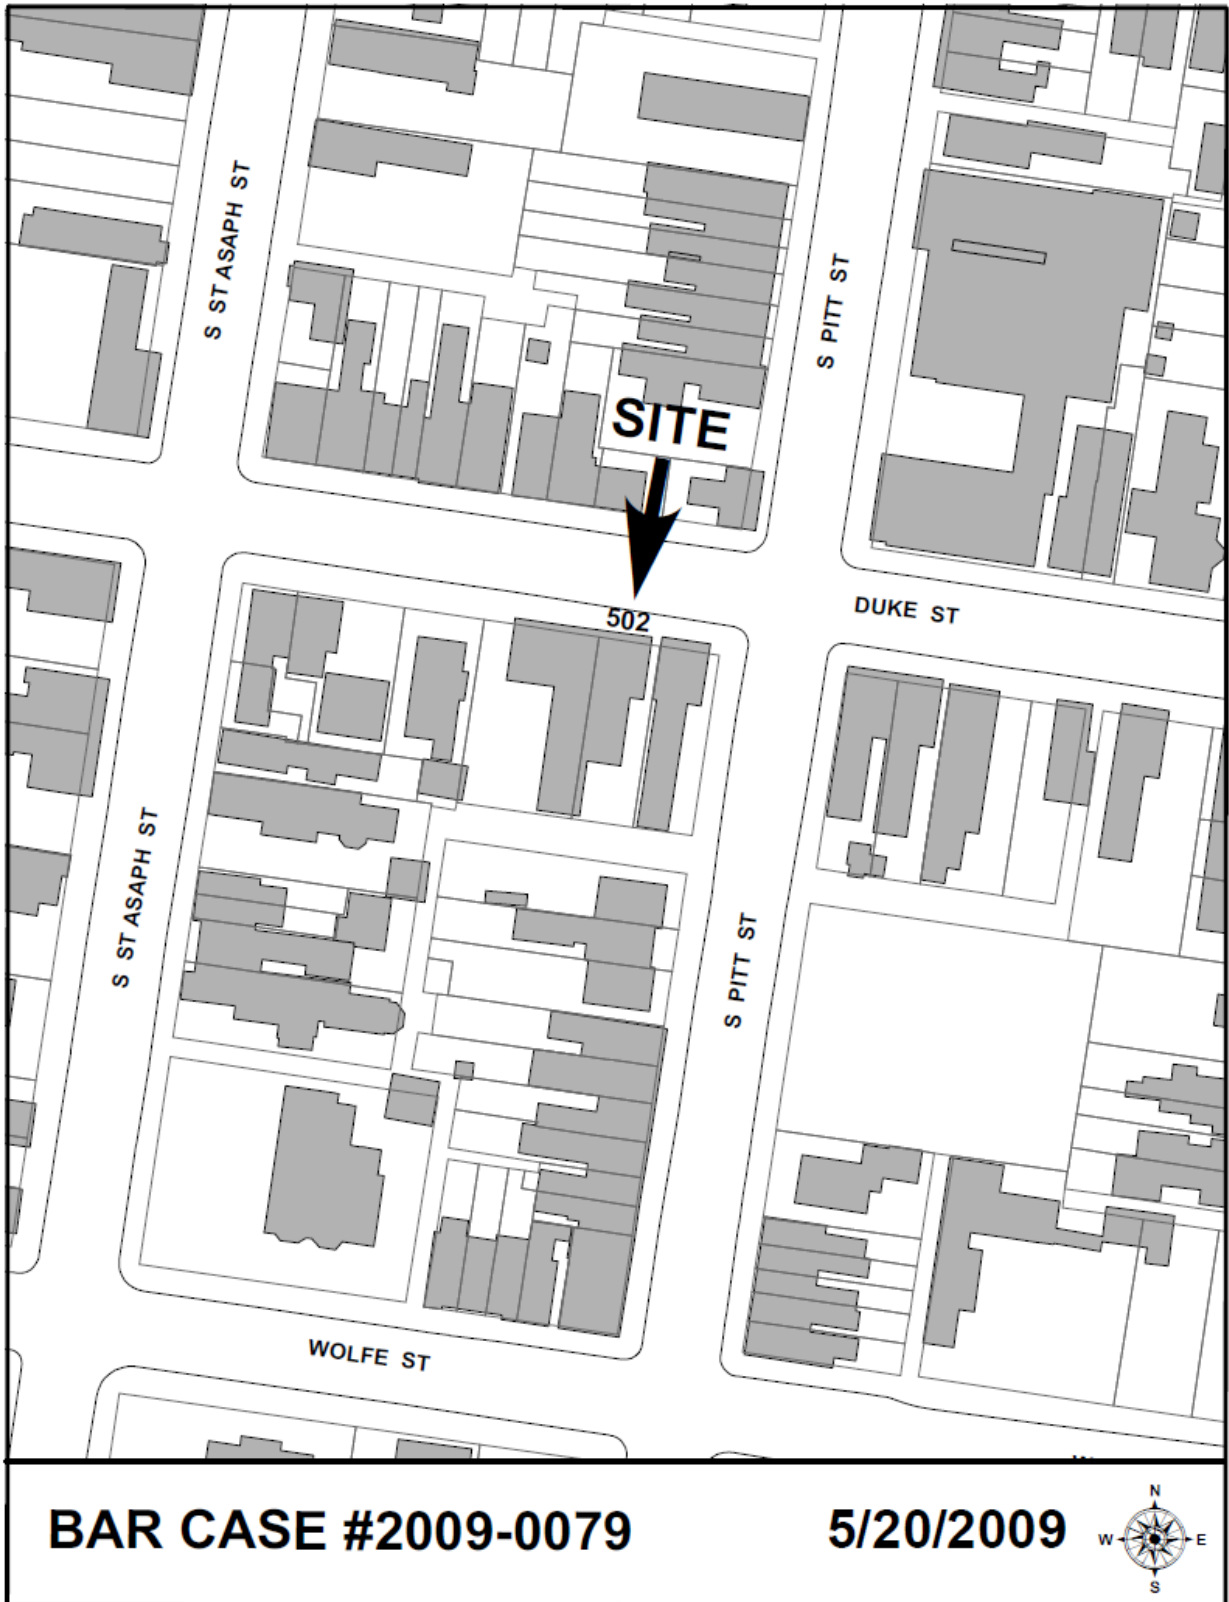 S ST ASAPH ST
S PITT ST
SITE
502
DUKE ST
S ST ASAPH ST
S PITT ST
WOLFE ST
BAR CASE #2009-0079
5/20/2009
N
W E
S